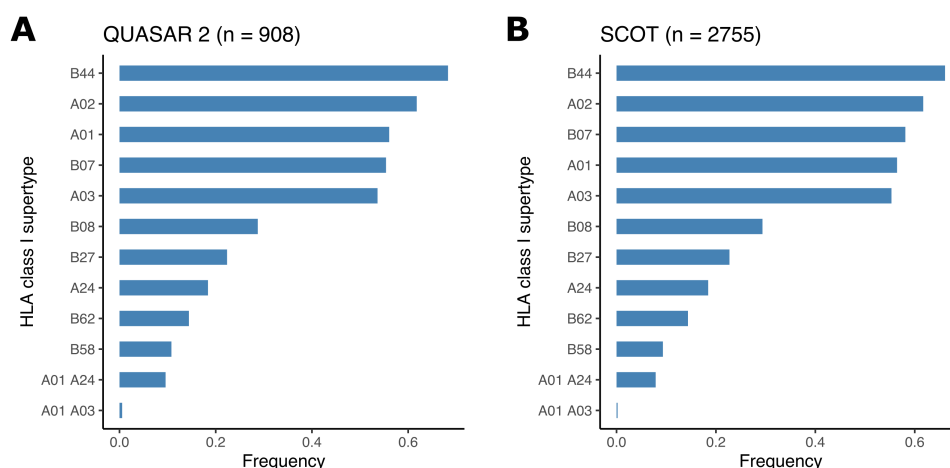 A
QUASAR 2 (n = 908)
HLA class I supertype
B44
A02
A01
B07
A03
B08
B27
A24
B62
B58
A01 A24
A01 A03
0.0 0.2 0.4 0.6
Frequency
B
SCOT (n = 2755)
HLA class I supertype
B44
A02
B07
A01
A03
B08
B27
A24
B62
B58
A01 A24
A01 A03
0.0 0.2 0.4 0.6
Frequency